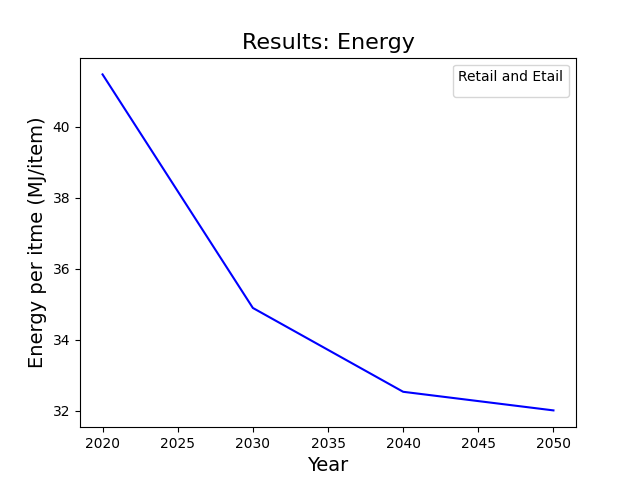 Results: Energy
Retail and Etail
Energy per itme (MJ/item)
40
38
36
34
32
2020 2025 2030 2035 2040 2045 2050
Year